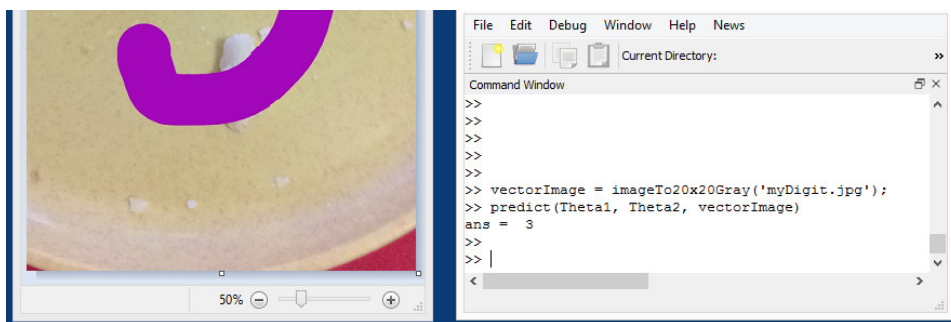 File Edit Debug Window Help News
Current Directory: »
Command Window
>>
>>
>>
>>
>>
>> vectorImage = imageTo20x20Gray('myDigit.jpg');
>> predict(Theta1, Theta2, vectorImage)
ans = 3
>>
>>
50%